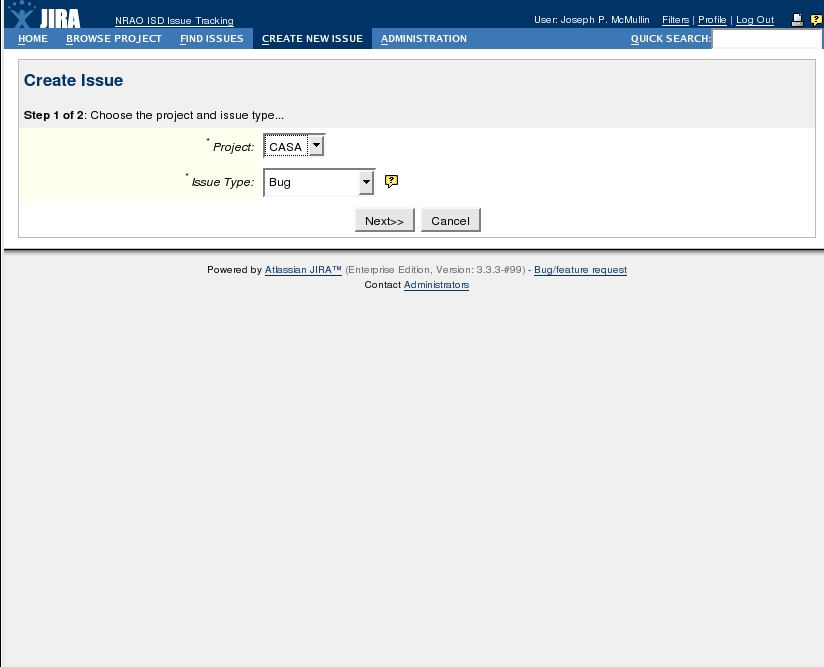 JIRA NRAO ISD Issue Tracking User: Joseph P. McMullin Filters | Profile | Log Out ?
HOME BROWSE PROJECT FIND ISSUES CREATE NEW ISSUE ADMINISTRATION QUICK SEARCH:
Create Issue
Step 1 of 2: Choose the project and issue type...
* Project: CASA
* Issue Type: Bug ?
Next>> Cancel
Powered by Atlassian JIRA™ (Enterprise Edition, Version: 3.3.3-#99) - Bug/feature request
Contact Administrators